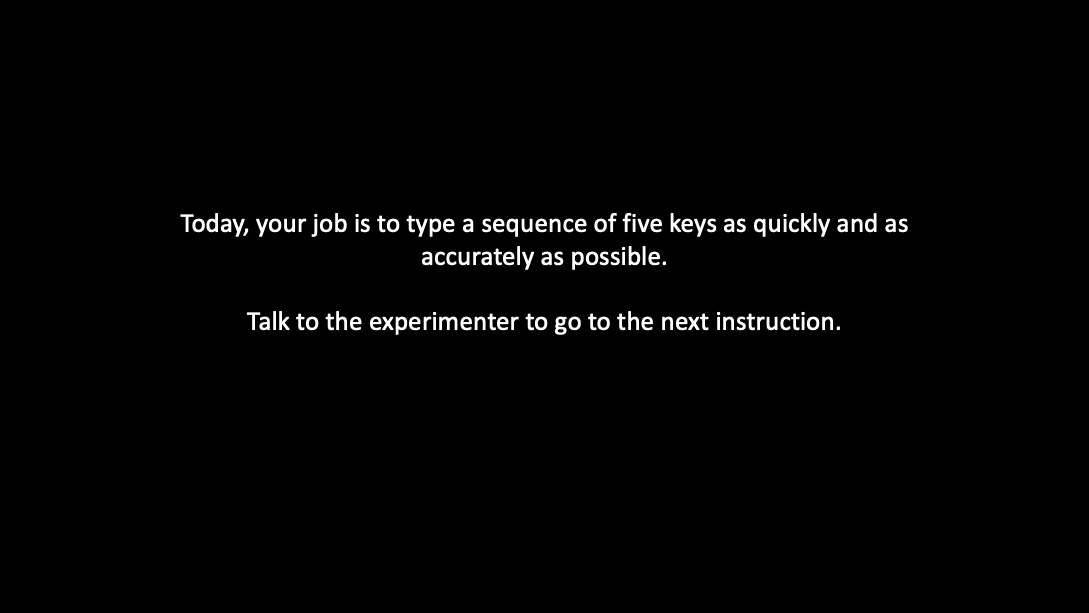 Today, your job is to type a sequence of five keys as quickly and as
accurately as possible.
Talk to the experimenter to go to the next instruction.